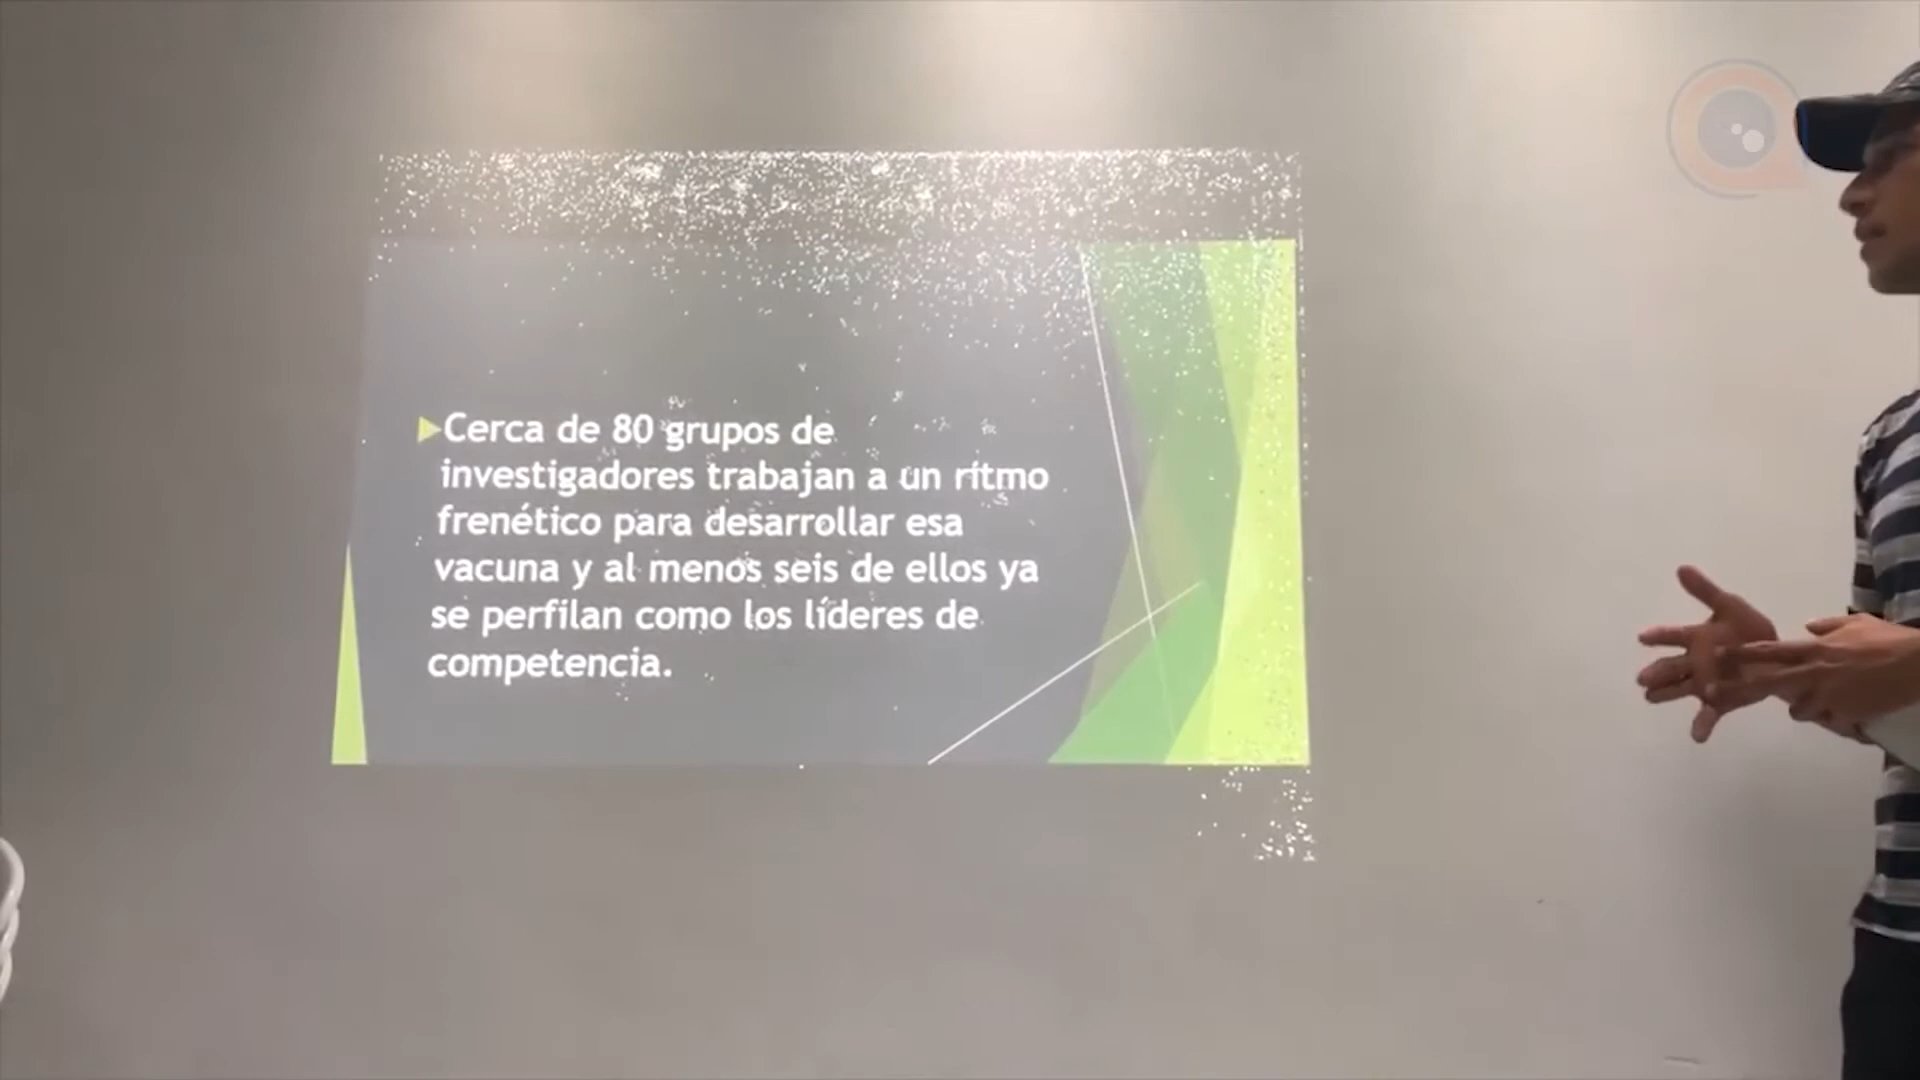 Cerca de 80 grupos de
investigadores trabajan a un ritmo
frenético para desarrollar esa
vacuna y al menos seis de ellos ya
se perfilan como los líderes de
competencia.